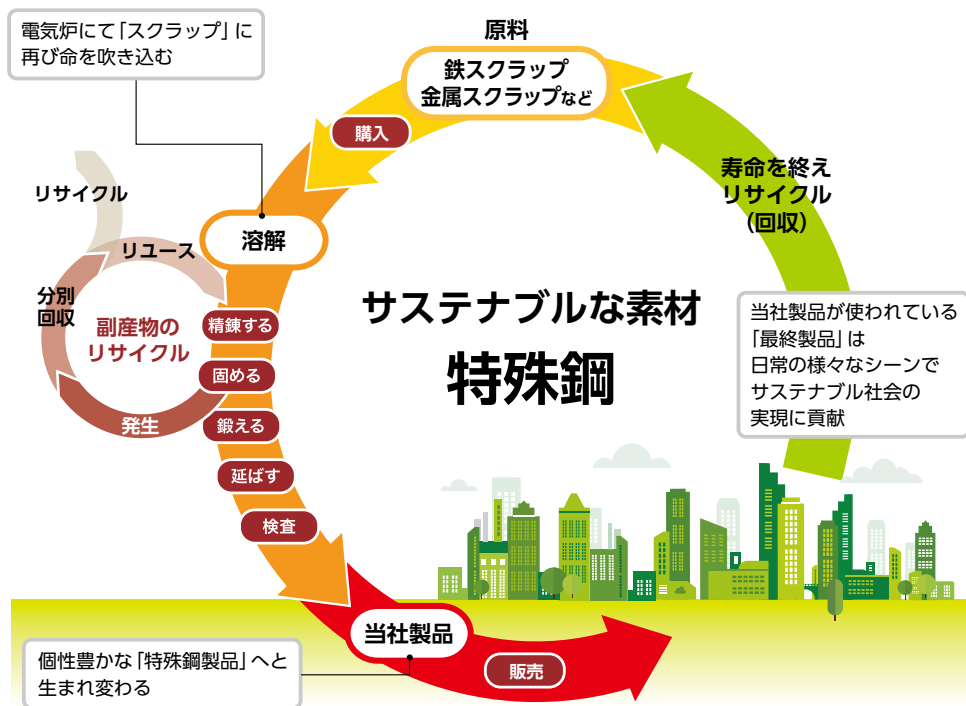 電気炉にて「スクラップ」に
再び命を吹き込む
原料
鉄スクラップ
金属スクラップなど
購入
寿命を終え
リサイクル
（回収）
リサイクル
リユース
溶解
分別
回収
副産物の
リサイクル
発生
精錬する
固める
鍛える
延ばす
検査
サステナブルな素材
特殊鋼
当社製品が使われている
「最終製品」は
日常の様々なシーンで
サステナブル社会の
実現に貢献
当社製品
販売
個性豊かな「特殊鋼製品」へと
生まれ変わる